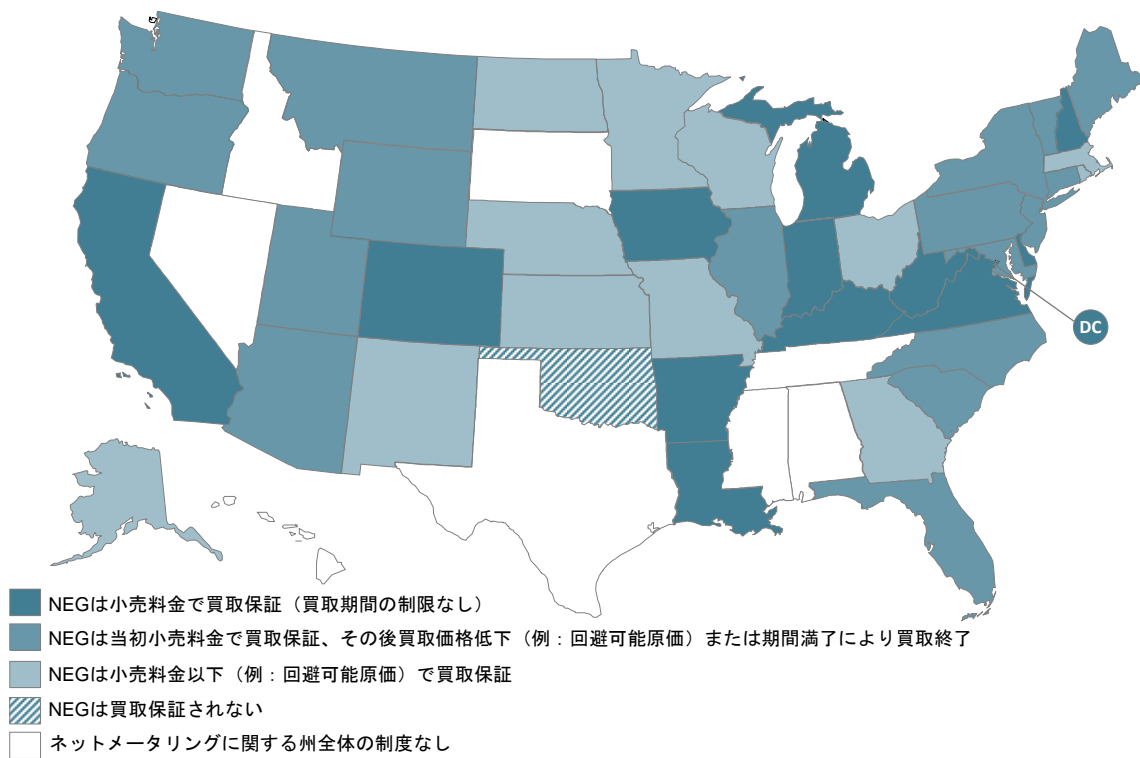 DC
NEGは小売料金で買取保証（買取期間の制限なし）
NEGは当初小売料金で買取保証、その後買取価格低下（例：回避可能原価）または期間満了により買取終了
NEGは小売料金以下（例：回避可能原価）で買取保証
NEGは買取保証されない
ネットメータリングに関する州全体の制度なし